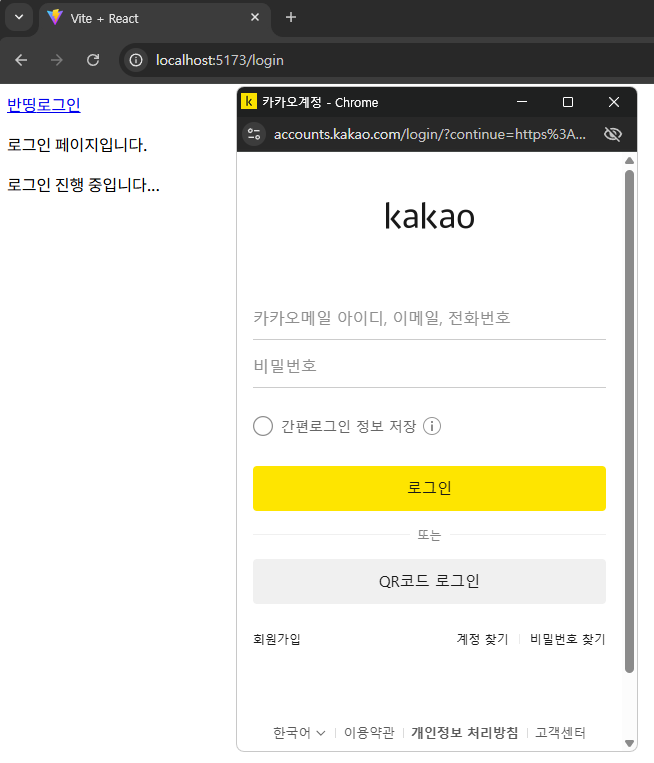 Vite + React
localhost:5173/login
반띵로그인
로그인 페이지입니다.
로그인 진행 중입니다...
k 카카오계정 - Chrome
accounts.kakao.com/login/?continue=https%3A...
kakao
카카오메일 아이디, 이메일, 전화번호
비밀번호
간편로그인 정보 저장
로그인
또는
QR코드 로그인
회원가입 계정 찾기 비밀번호 찾기
한국어 이용약관 개인정보 처리방침 고객센터